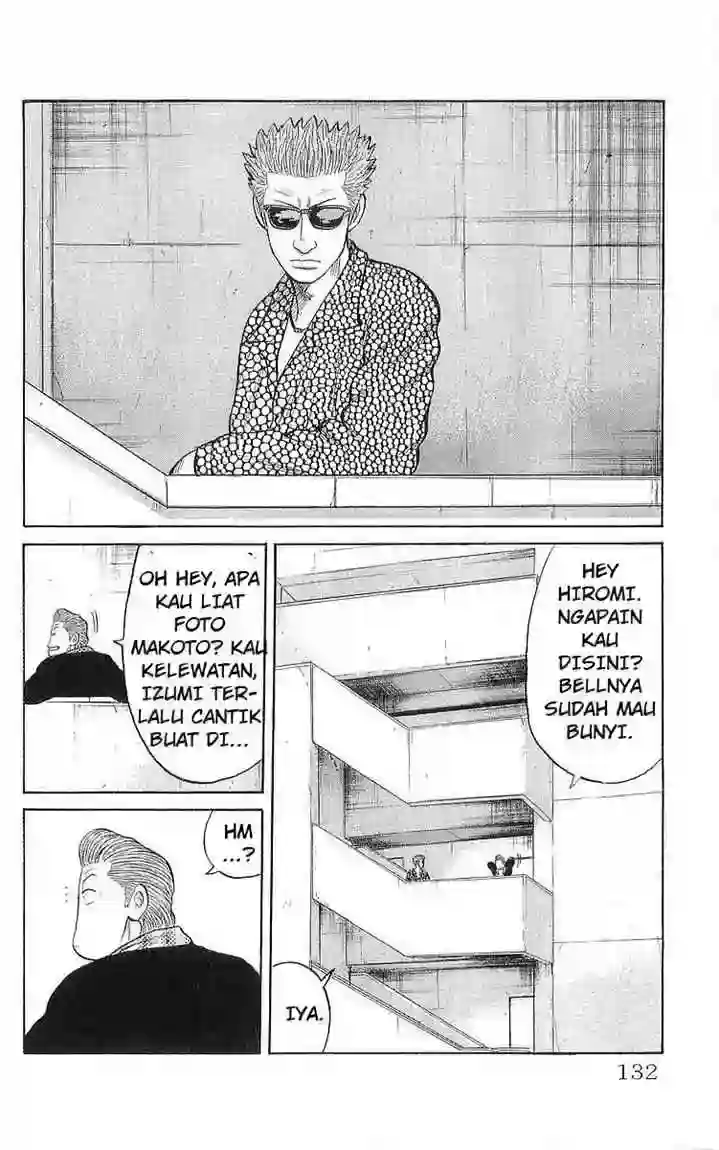 HEY
HIROMI.
NGAPAIN
KAU
DISINI?
BELLNYA
SUDAH MAU
BUNYI.
IYA.
OH HEY, APA
KAU LIAT
FOTO
MAKOTO? KAU
KELEWATAN,
IZUMI TER-
LALU CANTIK
BUAT DI...
HM
...?
132